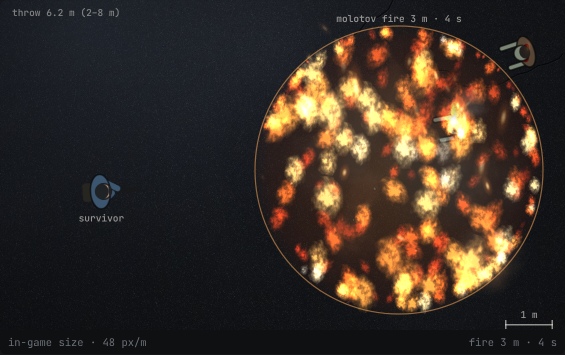 throw 6.2 m (2–8 m)
molotov fire 3 m · 4 s
survivor
1 m
in-game size · 48 px/m
fire 3 m · 4 s